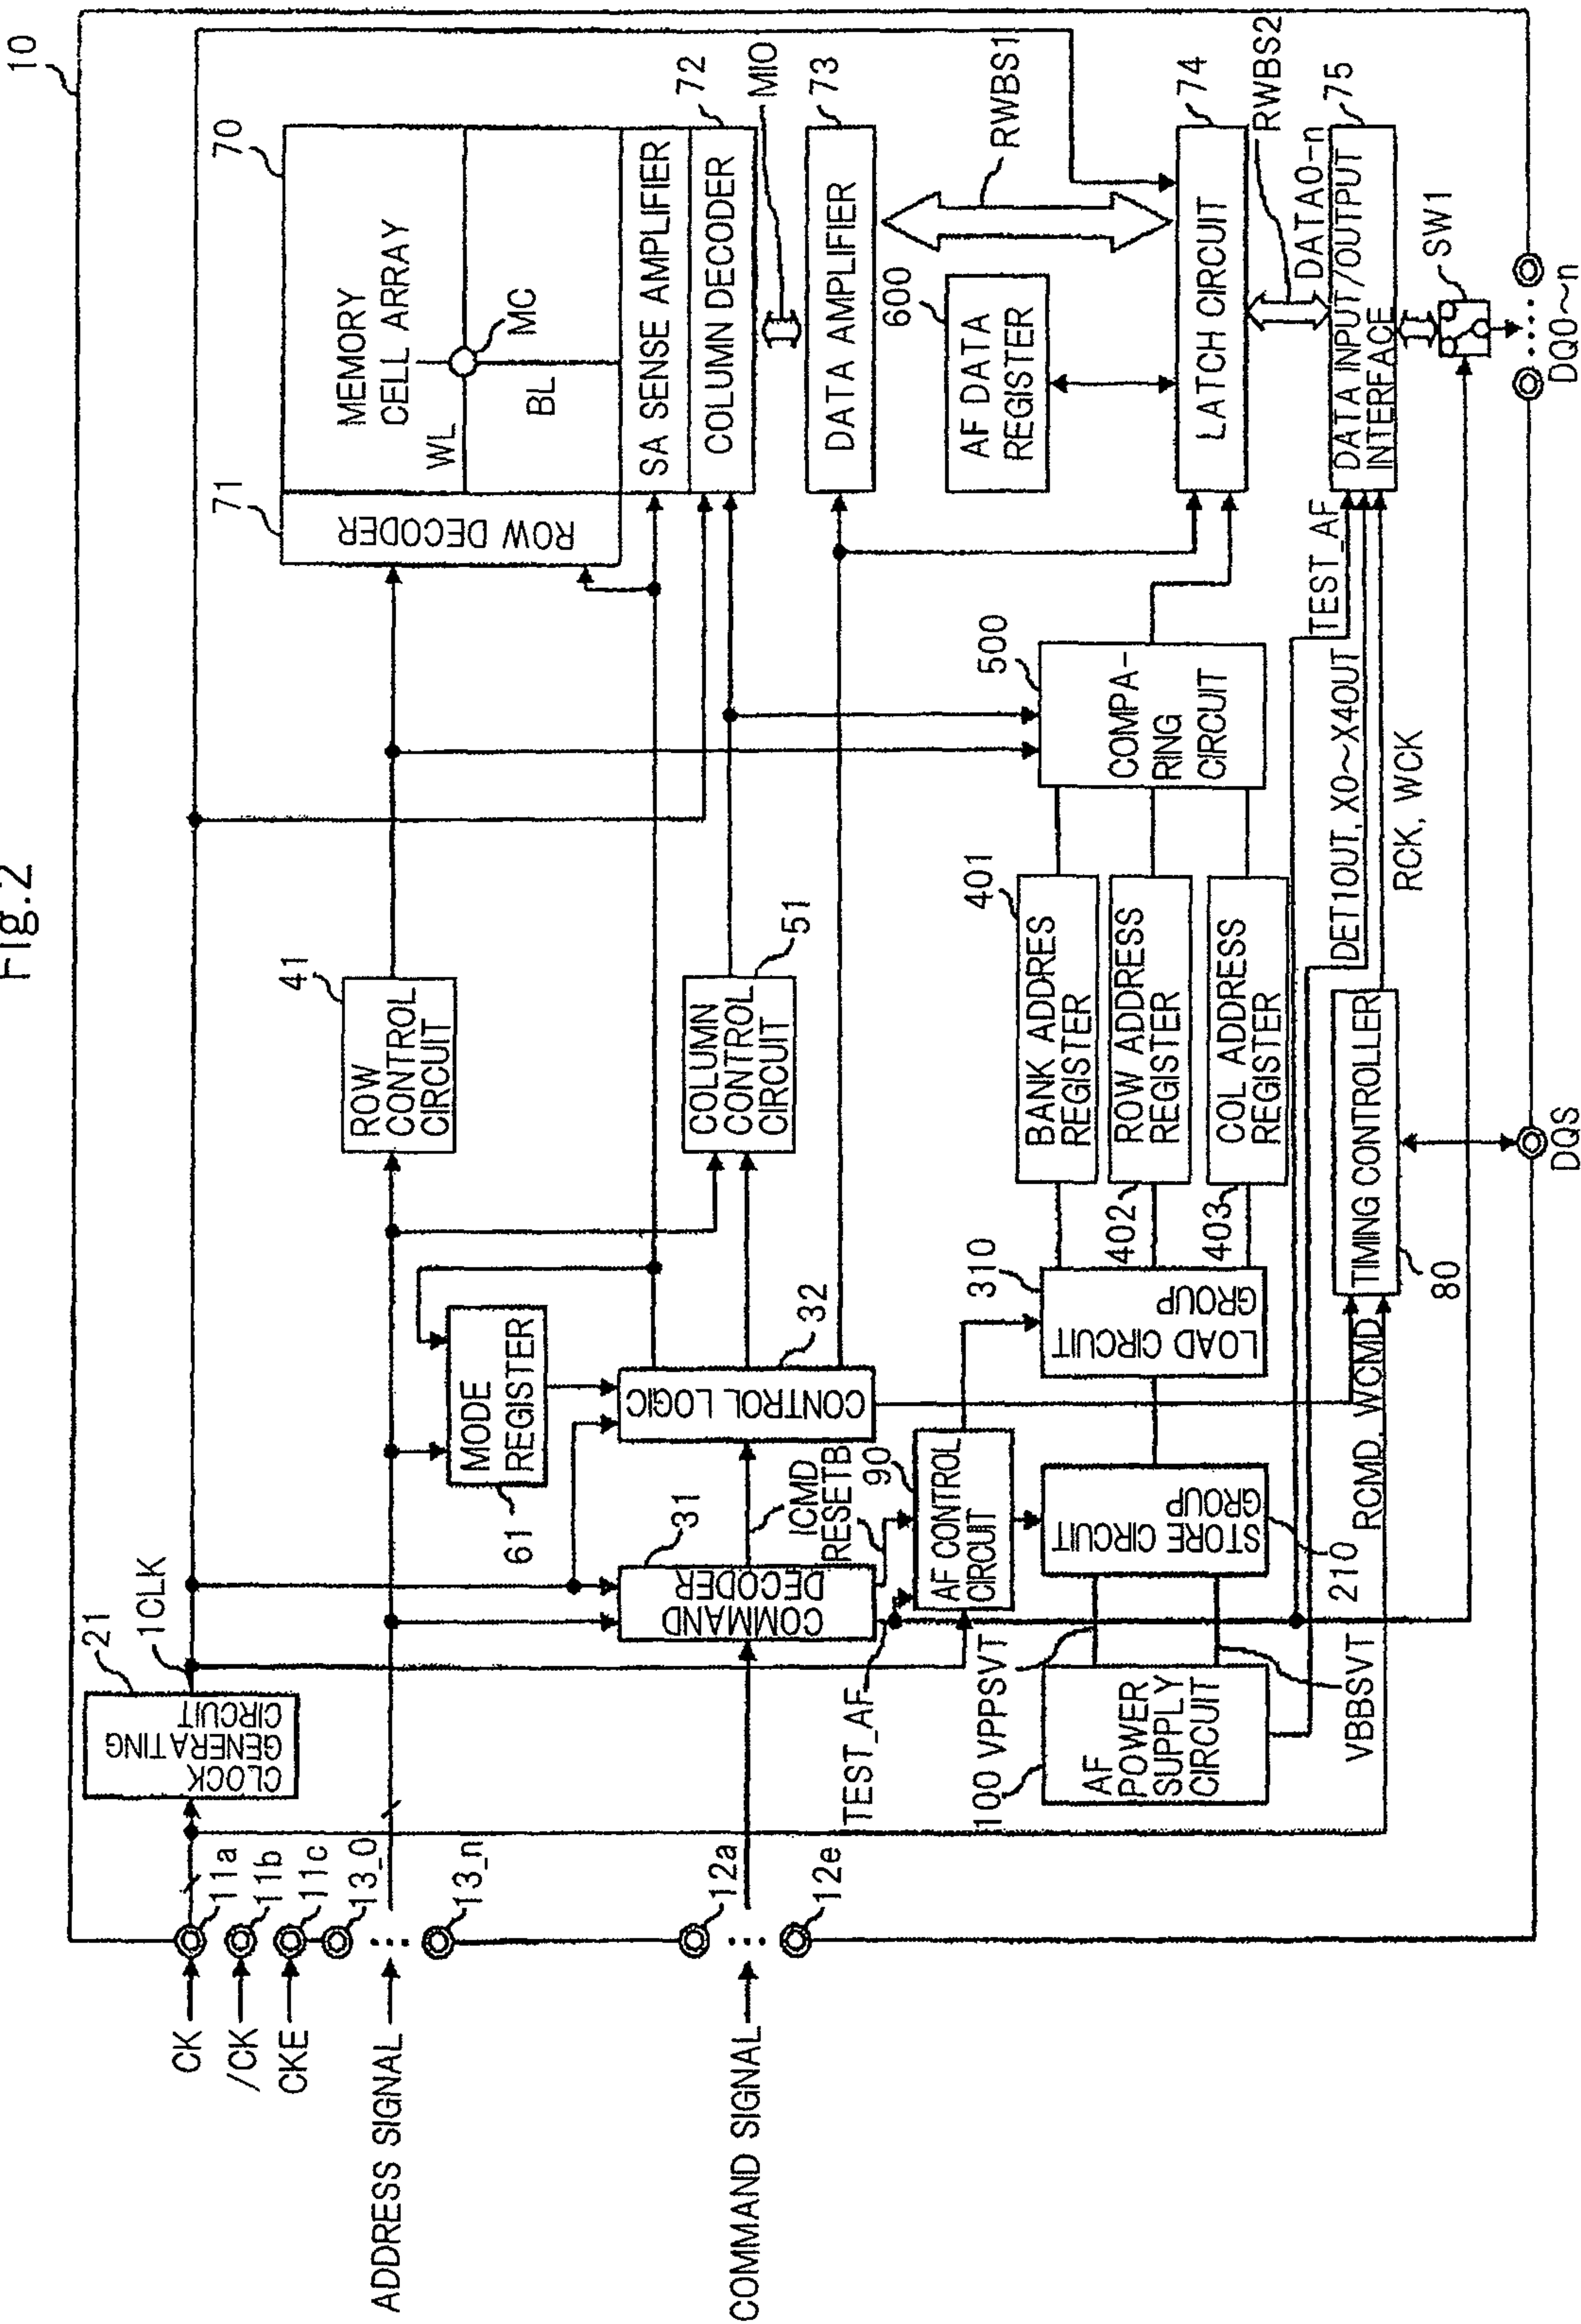 Fig.2
10
CK
/CK
CKE
11a
11b
11c
13_0
13_n
ADDRESS SIGNAL
COMMAND SIGNAL
12a
12e
21
CLOCK
GENERATING
CIRCUIT
1CLK
61
MODE
REGISTER
31
COMMAND
DECODER
ICMD
RESETB
32
CONTROL LOGIC
41
ROW
CONTROL
CIRCUIT
51
COLUMN
CONTROL
CIRCUIT
71
ROW DECODER
70
MEMORY
CELL ARRAY
WL
MC
BL
SA SENSE AMPLIFIER
72
COLUMN DECODER
MIO
73
DATA AMPLIFIER
RWBS1
600
AF DATA
REGISTER
74
LATCH CIRCUIT
RWBS2
DATA0-n
75
DATA INPUT/OUTPUT
INTERFACE
SW1
DQ0~n
TEST_AF
90
AF CONTROL
CIRCUIT
100
VPPSVT
AF
POWER
SUPPLY
CIRCUIT
VBBSVT
210
STORE CIRCUIT
GROUP
310
LOAD CIRCUIT
GROUP
401
BANK ADDRES
REGISTER
402
ROW ADDRESS
REGISTER
403
COL ADDRESS
REGISTER
500
COMPA-
RING
CIRCUIT
TEST_AF
DET1OUT, X0~X4OUT
RCK, WCK
RCMD, WCMD
TIMING CONTROLLER
80
DQS